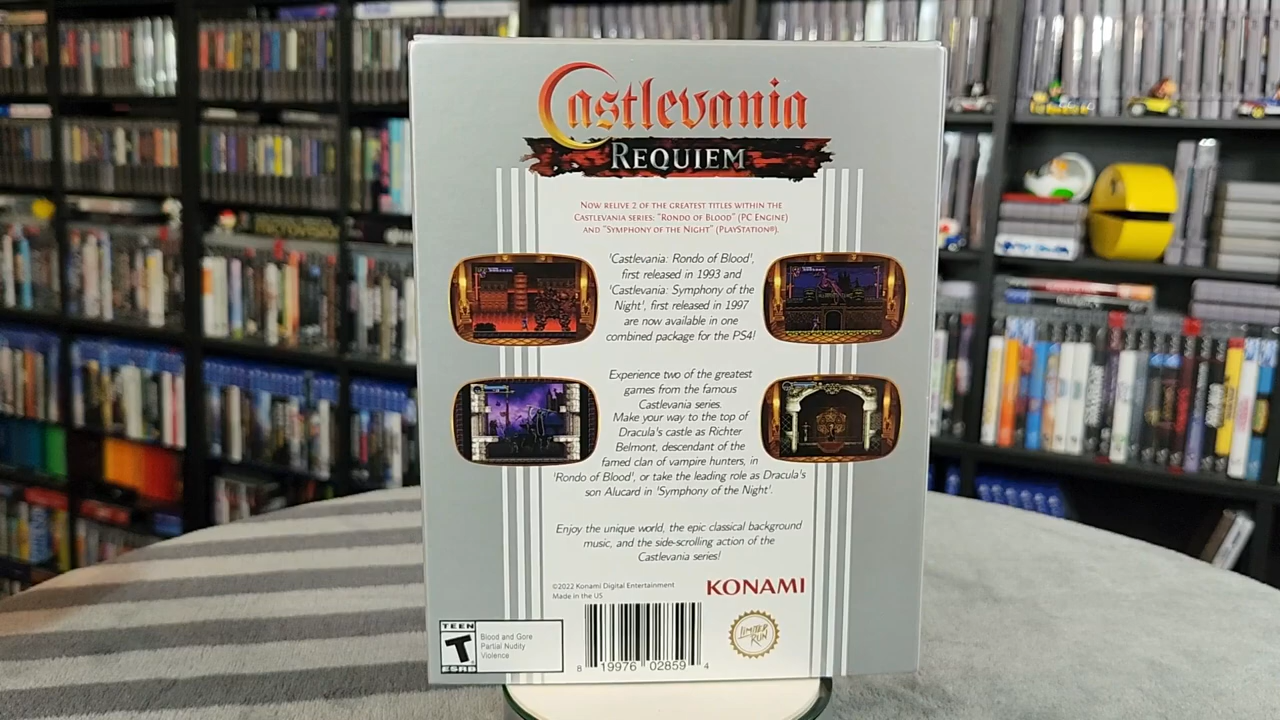 Castlevania
REQUIEM
NOW RELIVE 2 OF THE GREATEST TITLES WITHIN THE
CASTLEVANIA SERIES: "RONDO OF BLOOD" (PC ENGINE)
AND "SYMPHONY OF THE NIGHT" (PLAYSTATION®).
'Castlevania: Rondo of Blood',
first released in 1993 and
'Castlevania: Symphony of the
Night', first released in 1997
are now available in one
combined package for the PS4!
Experience two of the greatest
games from the famous
Castlevania series.
Make your way to the top of
Dracula's castle as Richter
Belmont, descendant of the
famed clan of vampire hunters, in
'Rondo of Blood', or take the leading role as Dracula's
son Alucard in 'Symphony of the Night'.
Enjoy the unique world, the epic classical background
music, and the side-scrolling action of the
Castlevania series!
©2022 Konami Digital Entertainment
Made in the US
KONAMI
TEEN
T
ESRB
Blood and Gore
Partial Nudity
Violence
8 19976 02859 4
LIMITED
RUN